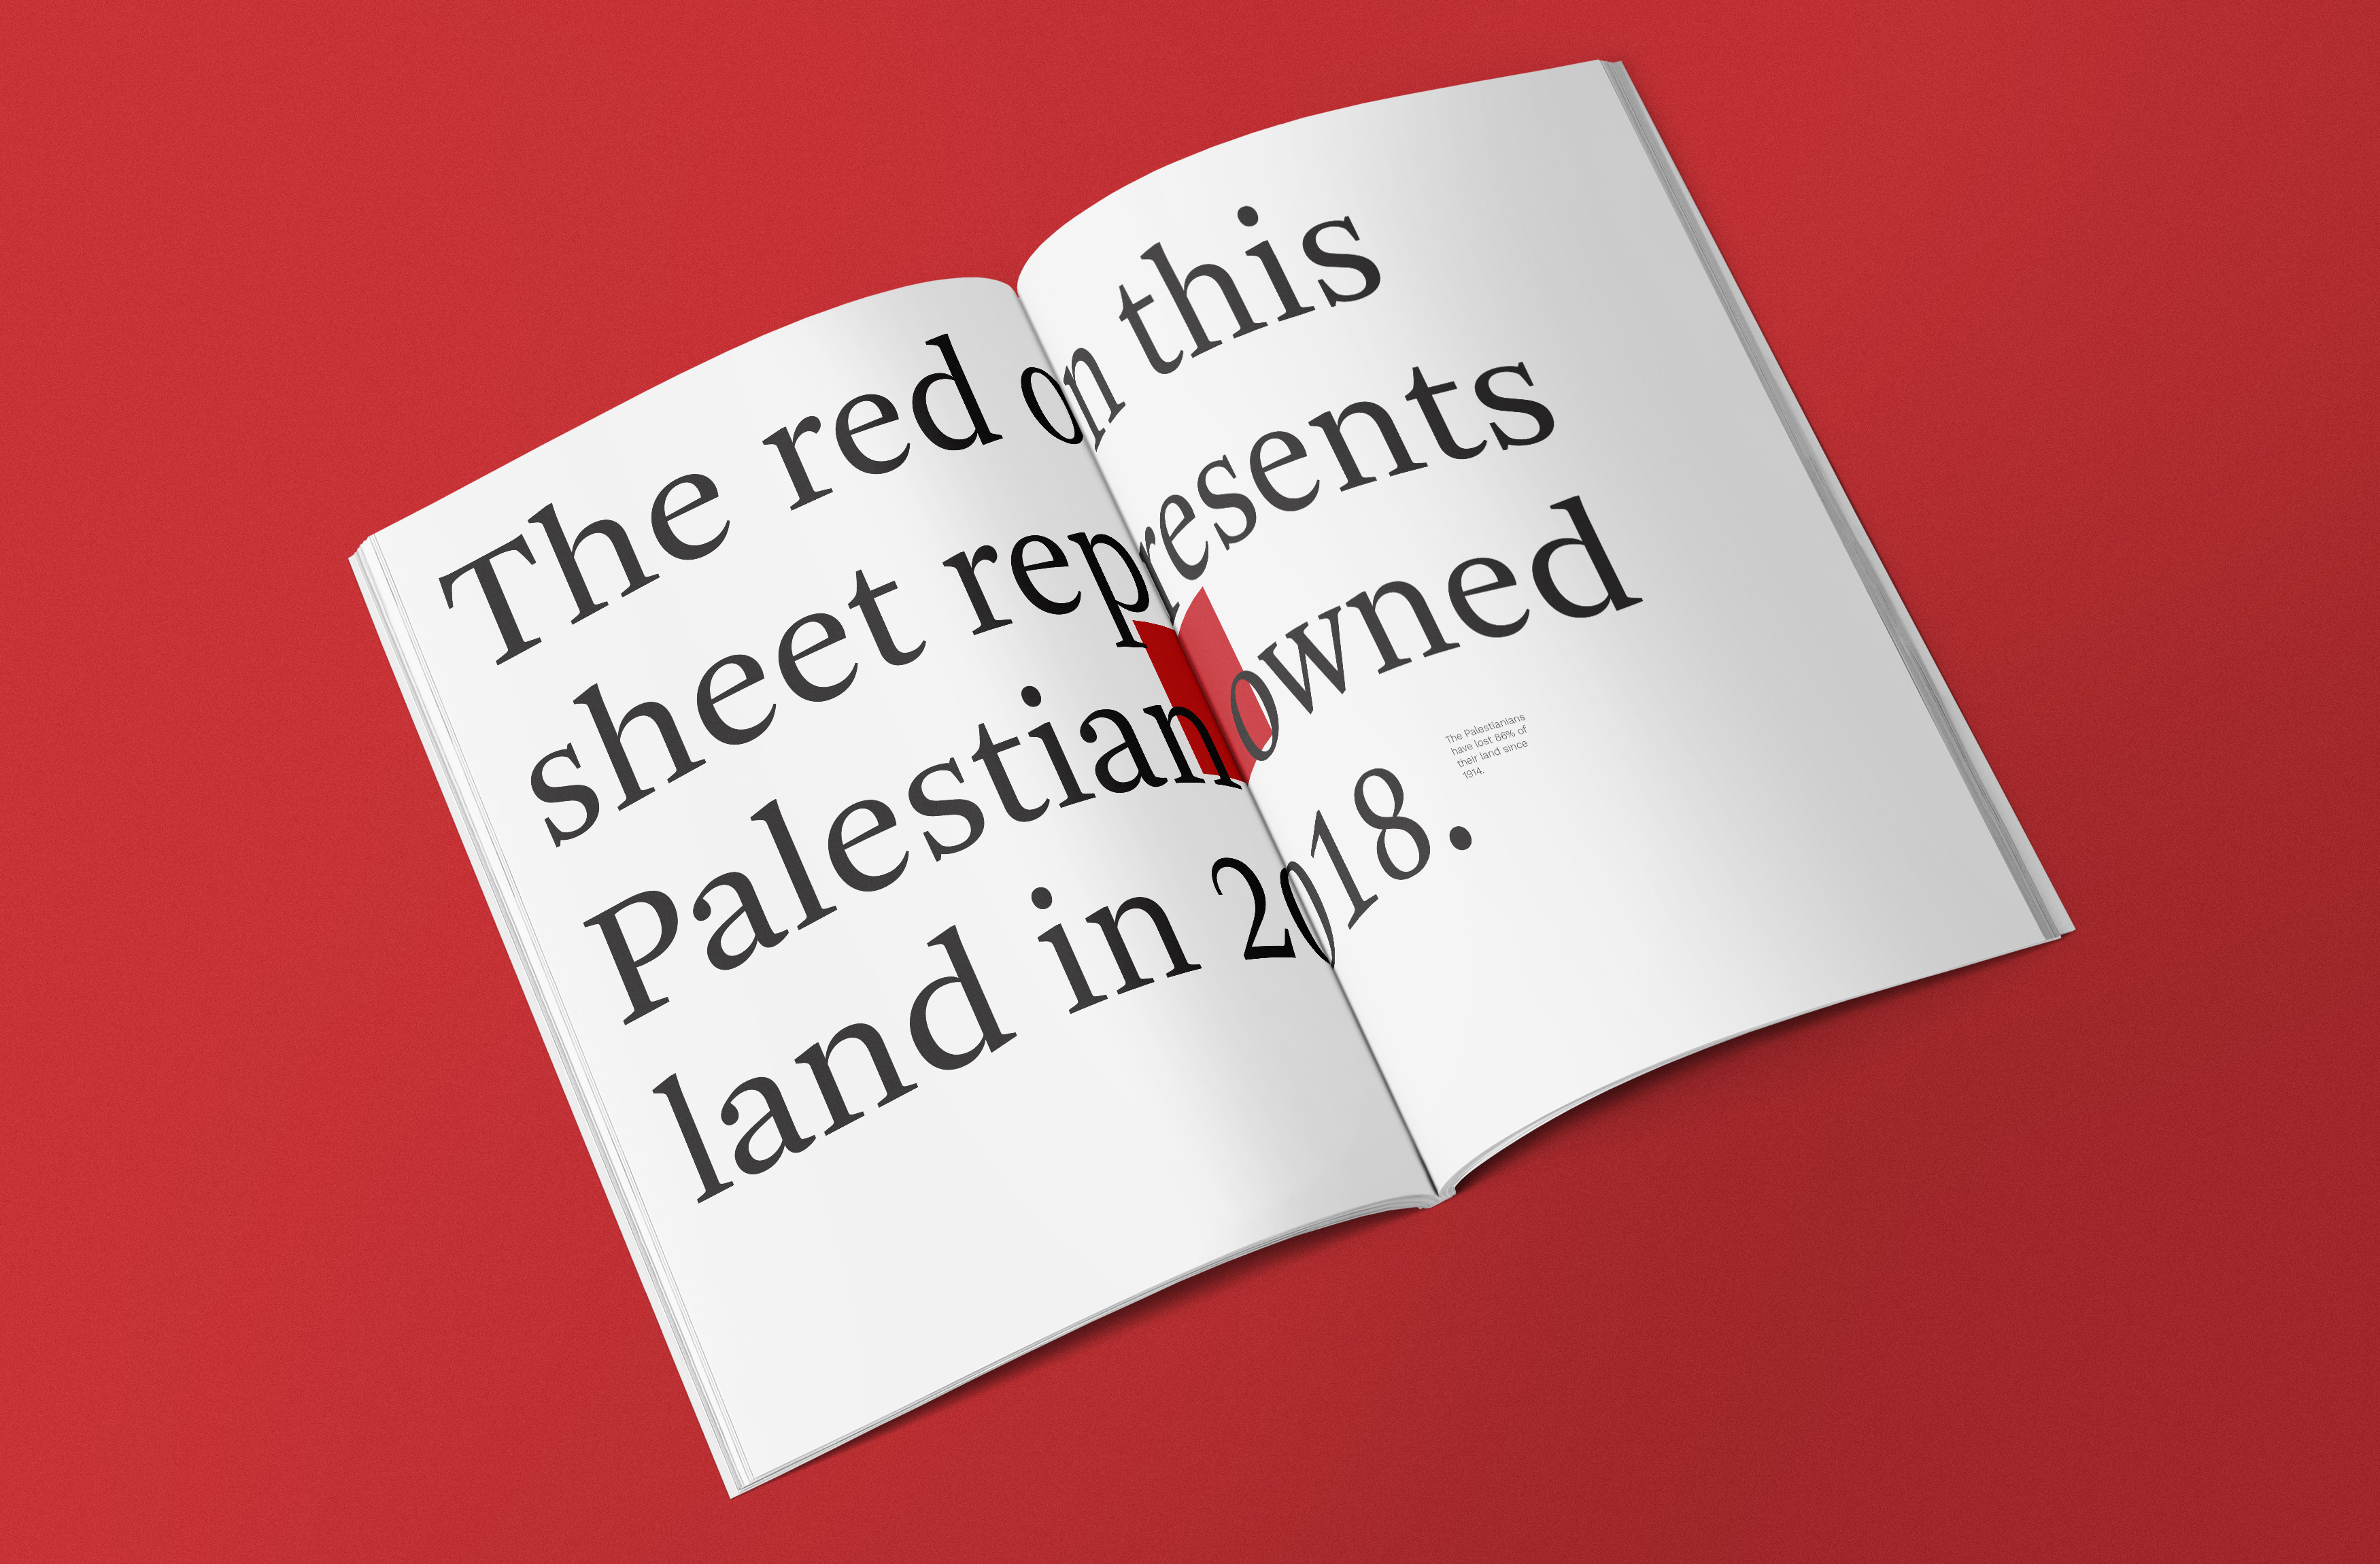 The red on this
sheet represents
Palestian owned
land in 2018.
The Palestianians
have lost 86% of
their land since
1914.